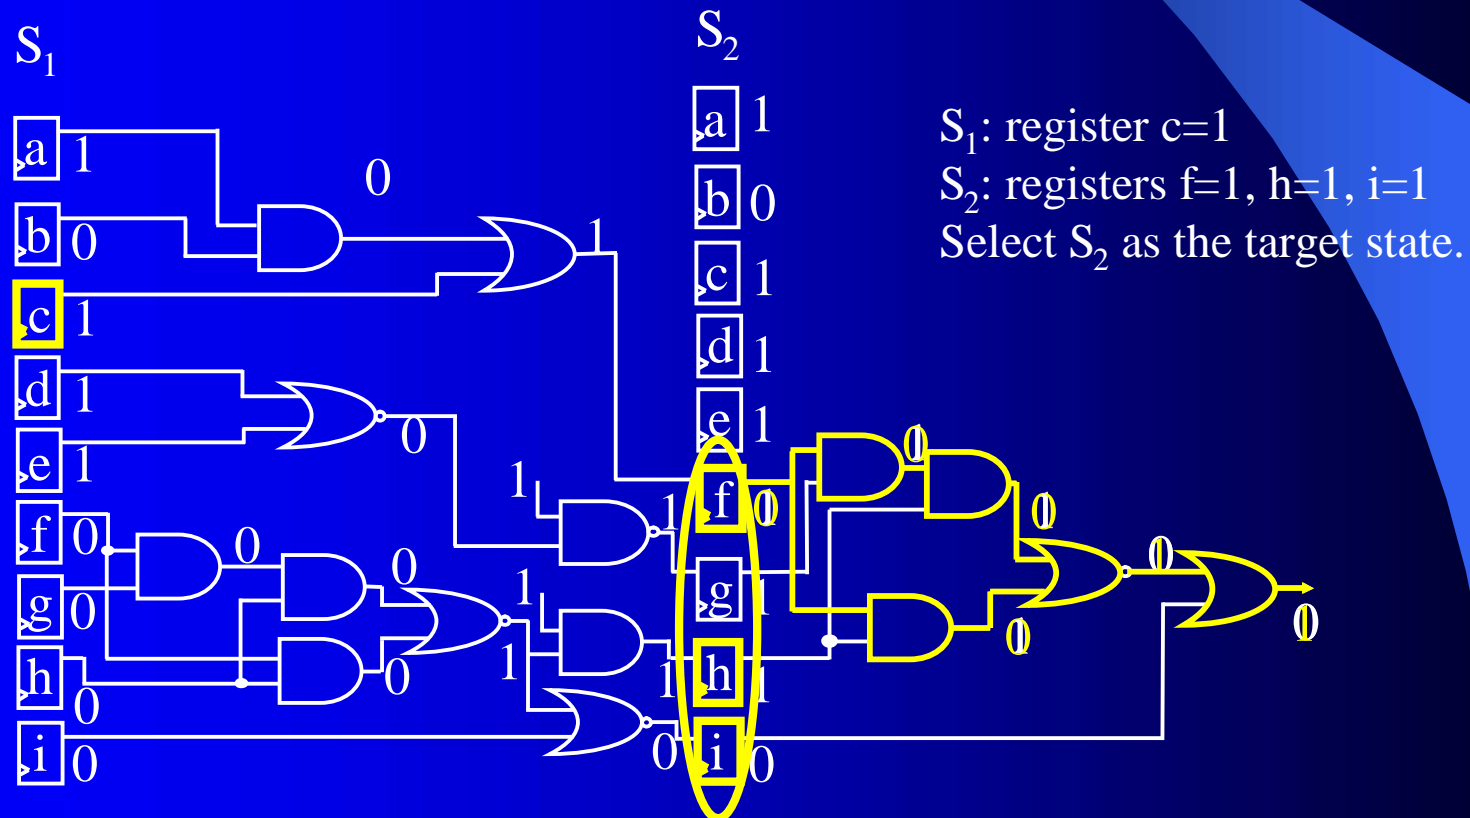 S₁
S₂
S₁: register c=1
S₂: registers f=1, h=1, i=1
Select S₂ as the target state.
a 1
b 0
c 1
d 1
e 1
f 0
g 0
h 0
i 0
0
1
0
1
1
0
0
0
1
1
1
0
a 1
b 0
c 1
d 1
e 1
f
g 1
h 1
i 0